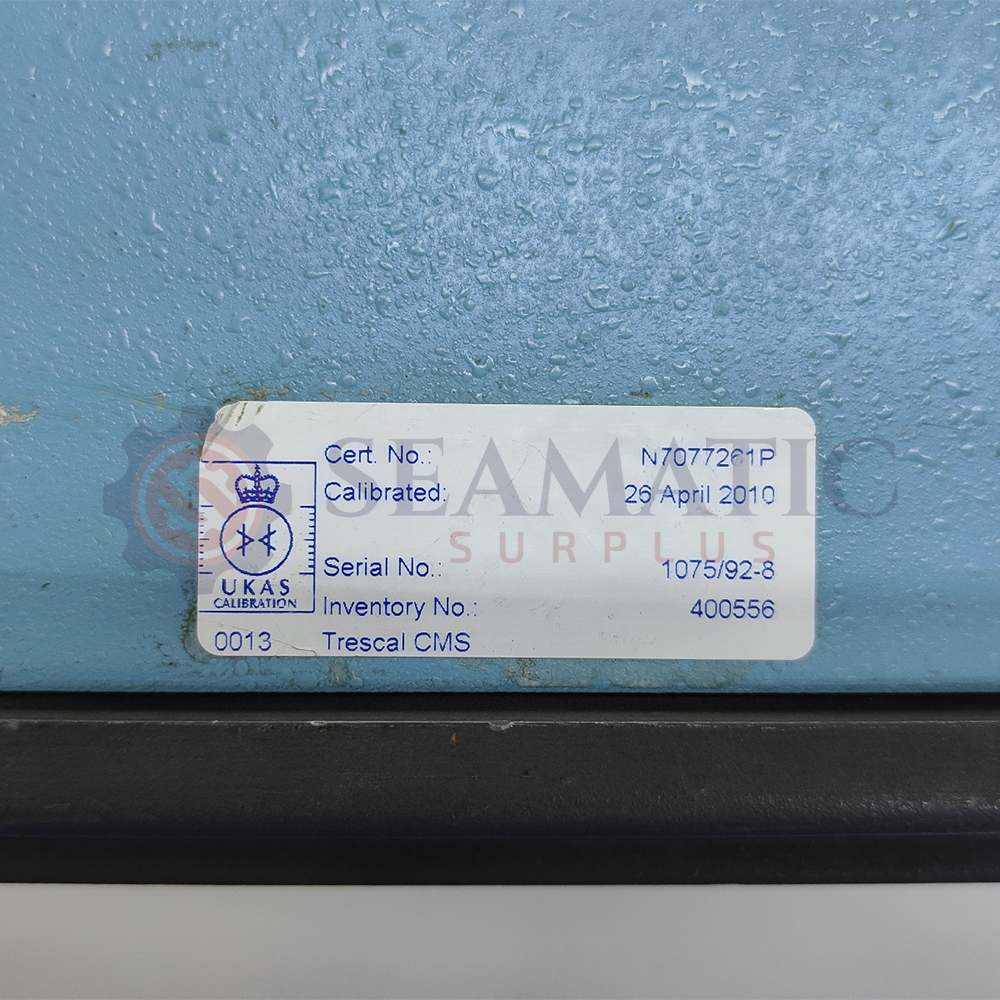 Cert. No.: N7077261P
Calibrated: 26 April 2010
Serial No.: 1075/92-8
Inventory No.: 400556
Trescal CMS
UKAS
CALIBRATION
0013
SEAMATIC
SURPLUS